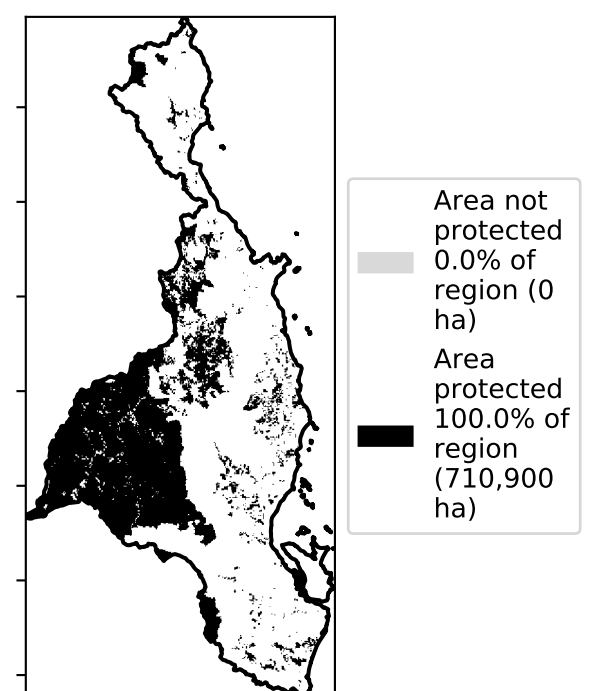 Area not
protected
0.0% of
region (0
ha)
Area
protected
100.0% of
region
(710,900
ha)